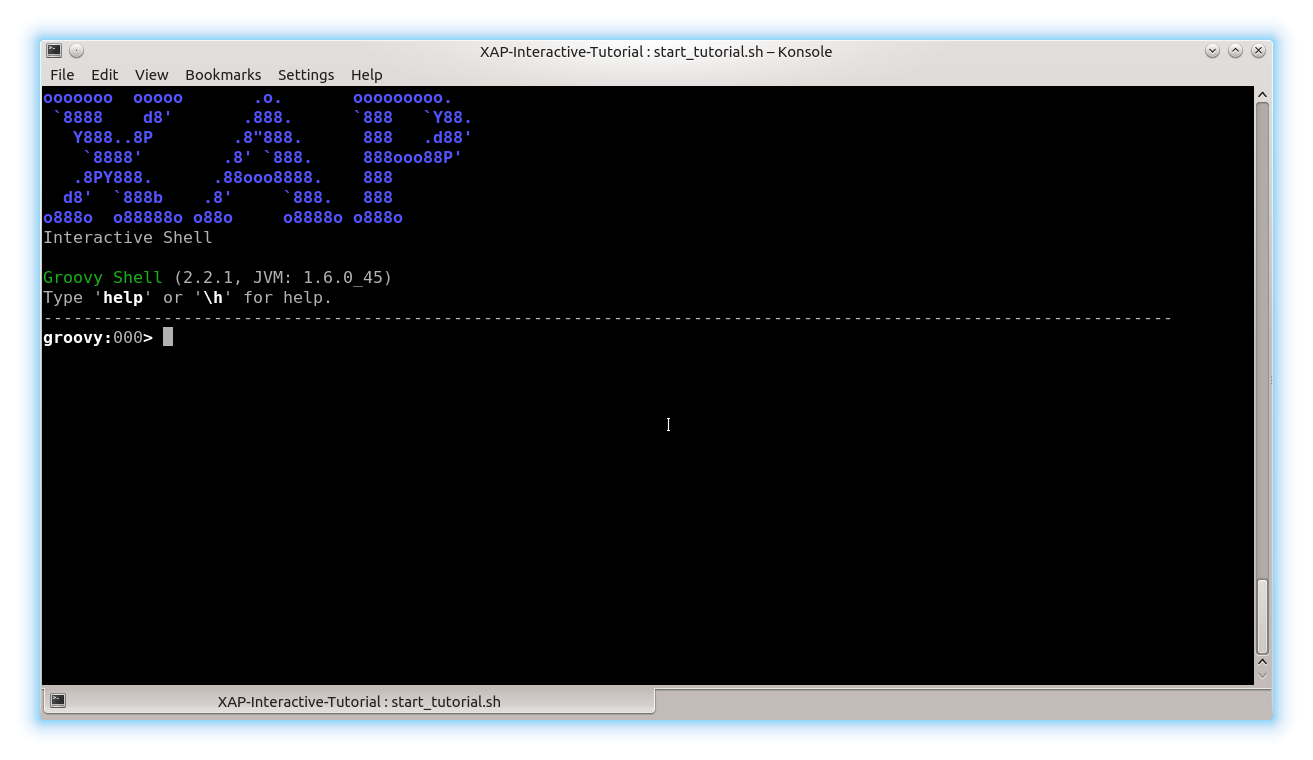 XAP-Interactive-Tutorial : start_tutorial.sh – Konsole
File Edit View Bookmarks Settings Help
ooooooo  ooooo       .o.       ooooooooo.
 `8888    d8'       .888.      `888   `Y88.
   Y888..8P        .8"888.      888   .d88'
    `8888'        .8' `888.     888ooo88P'
   .8PY888.      .88ooo8888.    888
  d8'  `888b    .8'     `888.   888
o888o  o88888o o88o     o8888o o888o
Interactive Shell
Groovy Shell (2.2.1, JVM: 1.6.0_45)
Type 'help' or '\h' for help.
-----------------------------------------------------------------------------------------------------------------
groovy:000>
XAP-Interactive-Tutorial : start_tutorial.sh